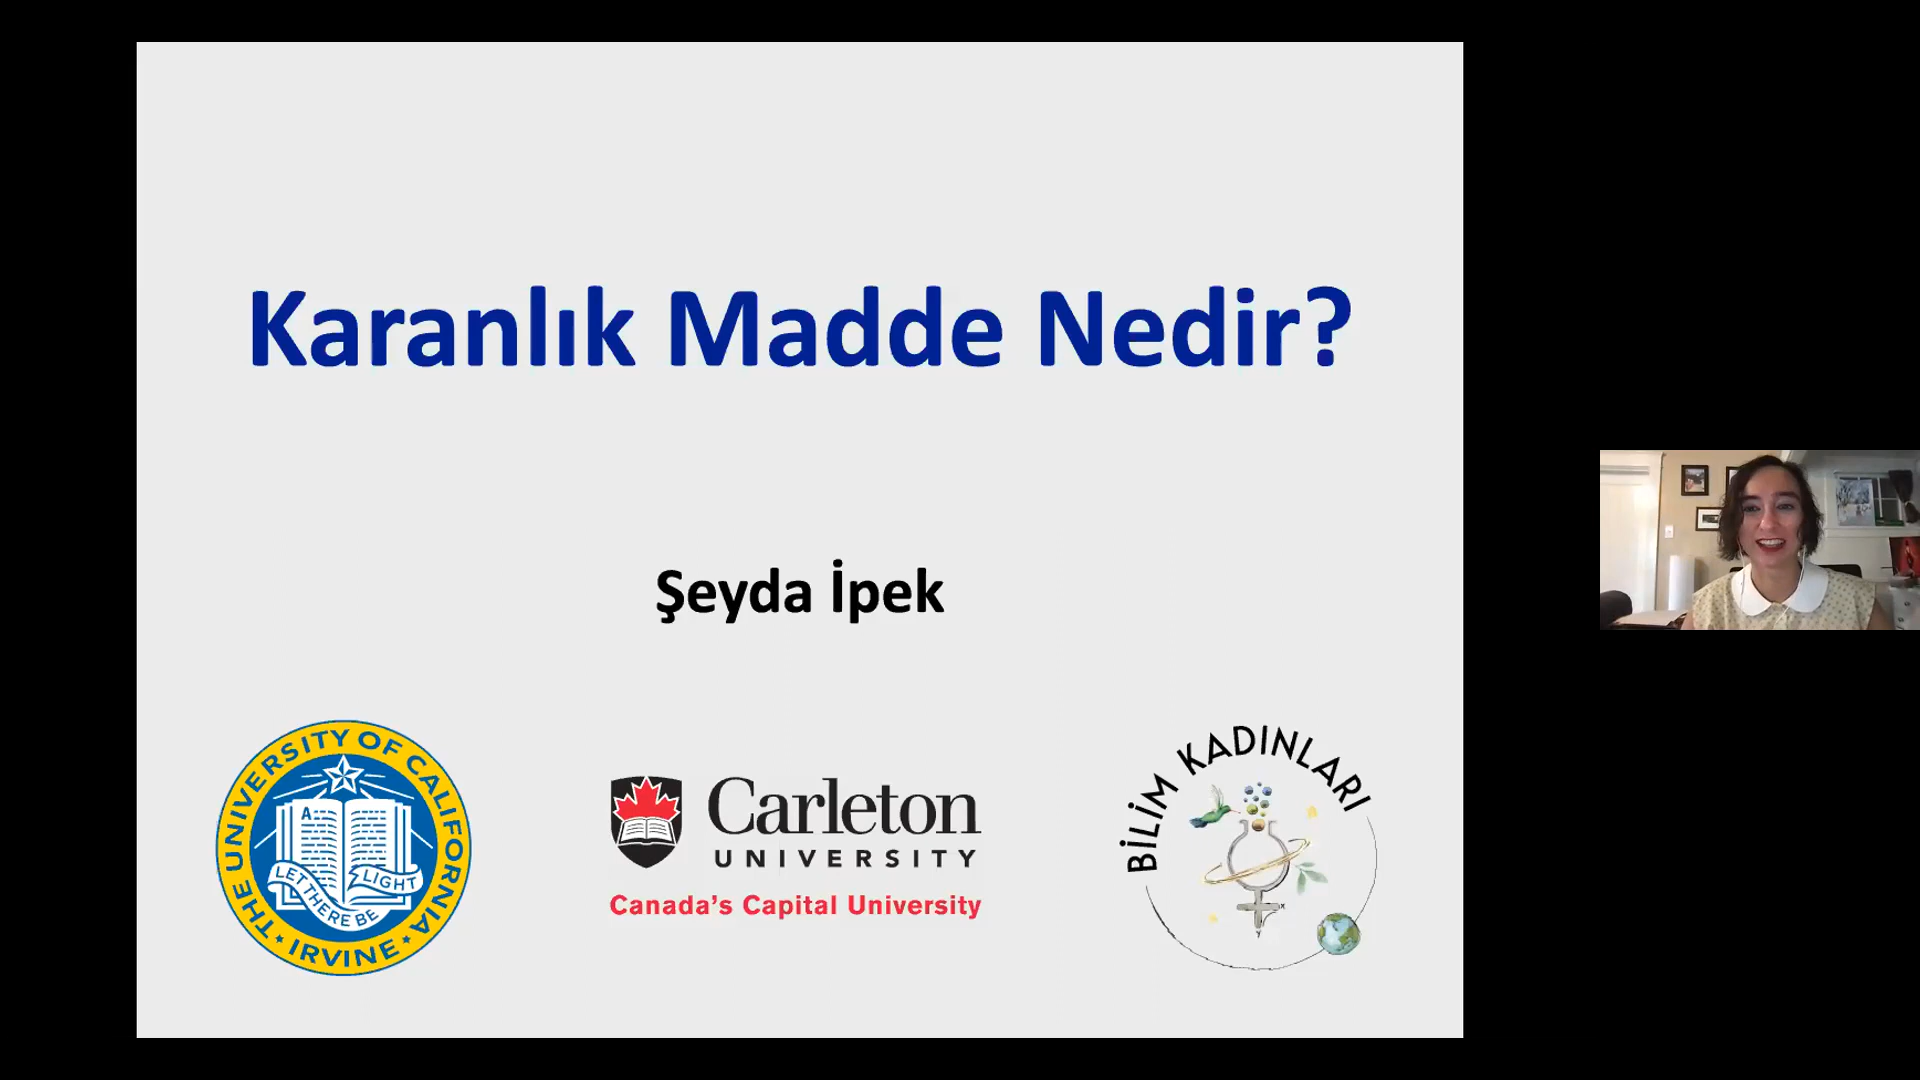 Karanlık Madde Nedir?
Şeyda İpek
THE UNIVERSITY OF CALIFORNIA
IRVINE
A
LET THERE BE LIGHT
Carleton
UNIVERSITY
Canada's Capital University
BİLİM KADINLARI